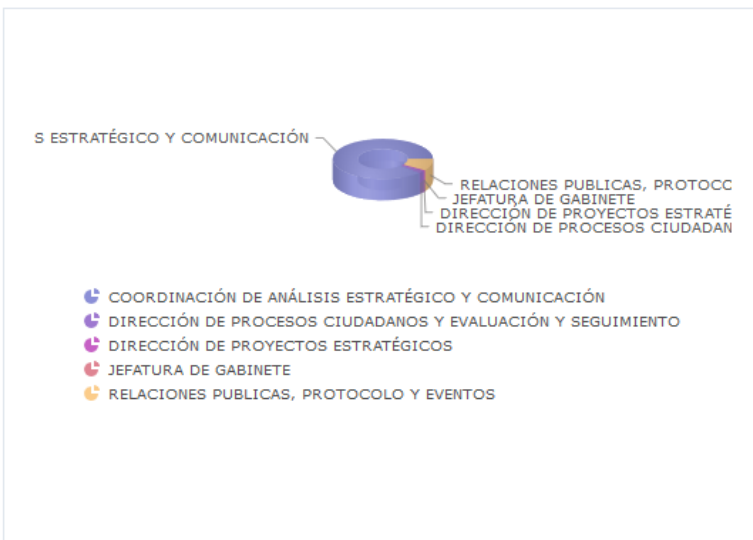 S ESTRATÉGICO Y COMUNICACIÓN
RELACIONES PUBLICAS, PROTOCC
JEFATURA DE GABINETE
DIRECCIÓN DE PROYECTOS ESTRATÉ
DIRECCIÓN DE PROCESOS CIUDADAN
COORDINACIÓN DE ANÁLISIS ESTRATÉGICO Y COMUNICACIÓN
DIRECCIÓN DE PROCESOS CIUDADANOS Y EVALUACIÓN Y SEGUIMIENTO
DIRECCIÓN DE PROYECTOS ESTRATÉGICOS
JEFATURA DE GABINETE
RELACIONES PUBLICAS, PROTOCOLO Y EVENTOS